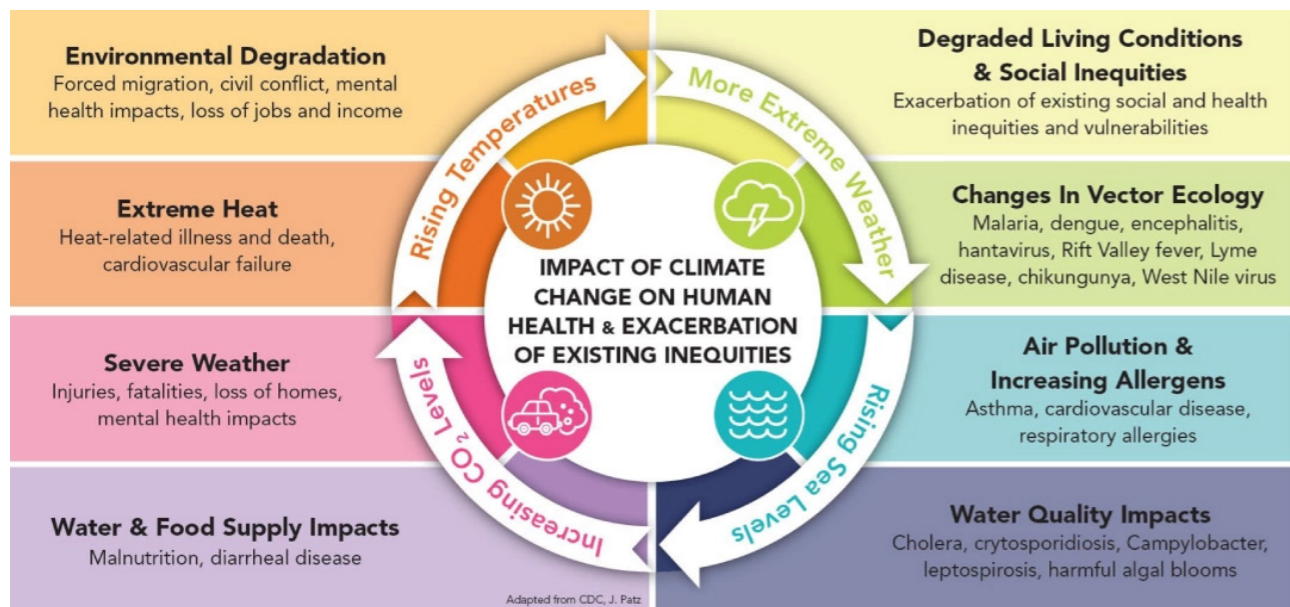 Environmental Degradation
Forced migration, civil conflict, mental
health impacts, loss of jobs and income
Extreme Heat
Heat-related illness and death,
cardiovascular failure
Severe Weather
Injuries, fatalities, loss of homes,
mental health impacts
Water & Food Supply Impacts
Malnutrition, diarrheal disease
Rising Temperatures
More Extreme Weather
Rising Sea Levels
Increasing CO₂ Levels
IMPACT OF CLIMATE
CHANGE ON HUMAN
HEALTH & EXACERBATION
OF EXISTING INEQUITIES
Degraded Living Conditions
& Social Inequities
Exacerbation of existing social and health
inequities and vulnerabilities
Changes In Vector Ecology
Malaria, dengue, encephalitis,
hantavirus, Rift Valley fever, Lyme
disease, chikungunya, West Nile virus
Air Pollution &
Increasing Allergens
Asthma, cardiovascular disease,
respiratory allergies
Water Quality Impacts
Cholera, crytosporidiosis, Campylobacter,
leptospirosis, harmful algal blooms
Adapted from CDC, J. Patz